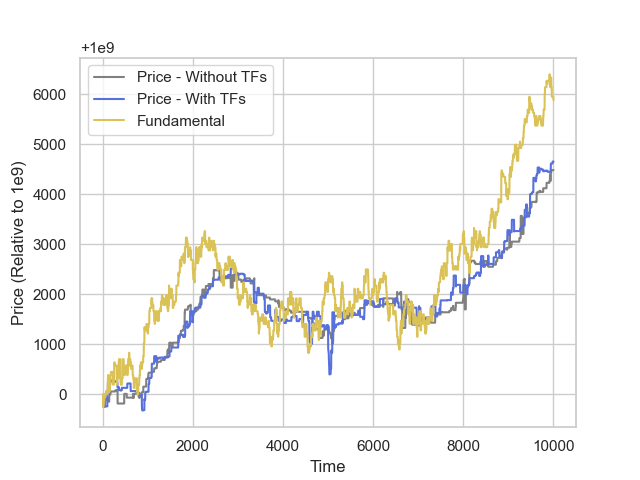 +1e9
Price - Without TFs
Price - With TFs
Fundamental
6000
5000
4000
3000
2000
1000
0
Price (Relative to 1e9)
0 2000 4000 6000 8000 10000
Time